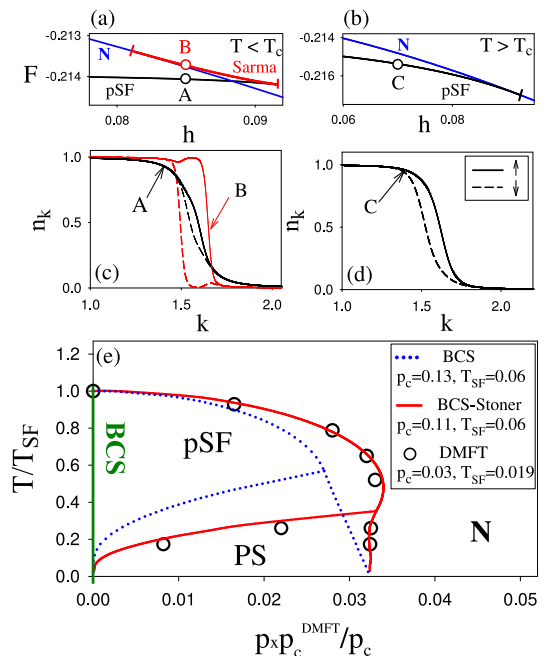 (a) (b)
-0.213 B T < T_c
N
F
-0.214 Sarma
pSF
A
0.08 h 0.09
-0.214 N T > T_c
-0.216 C pSF
0.06 h 0.08
1.0
n_k 0.5 A B
0.0 (c)
1.0 1.5 k 2.0
1.0 ↑
↓
n_k 0.5 C
0.0 (d)
1.0 1.5 k 2.0
1.2 (e)
1.0
0.8
0.6
0.4
0.2
0.0
T/T_SF
BCS
pSF
PS
N
BCS
p_c=0.13, T_SF=0.06
BCS-Stoner
p_c=0.11, T_SF=0.06
DMFT
p_c=0.03, T_SF=0.019
0.00 0.01 0.02 0.03 0.04 0.05
p x p_c^DMFT/p_c